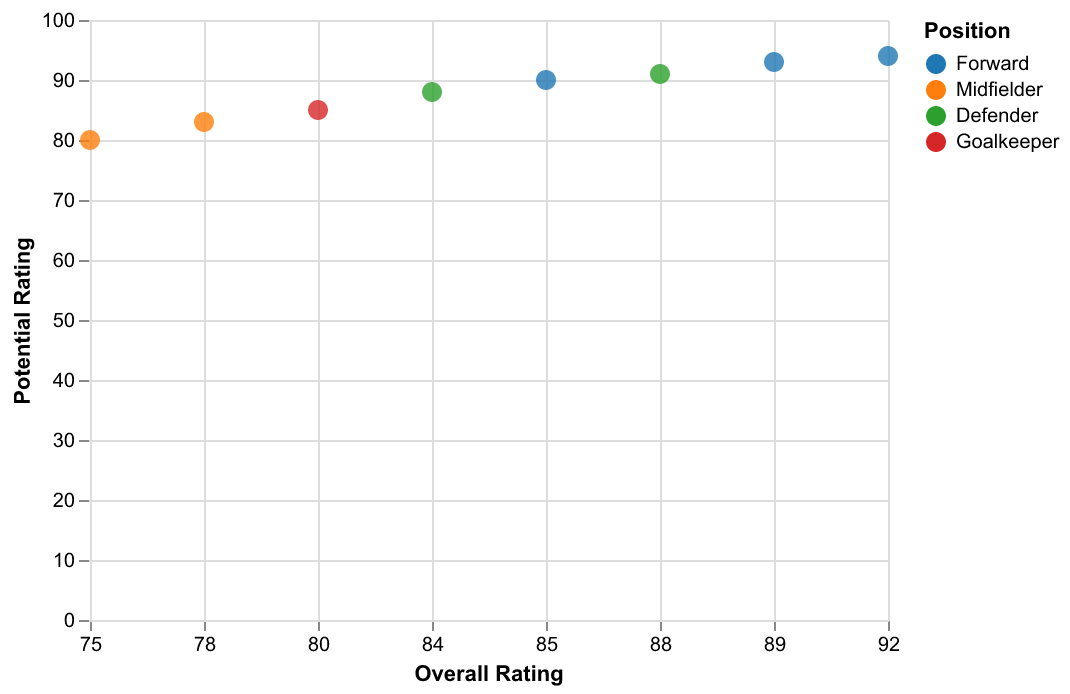 Position
Forward
Midfielder
Defender
Goalkeeper
100
90
80
70
60
50
40
30
20
10
0
Potential Rating
75 78 80 84 85 88 89 92
Overall Rating